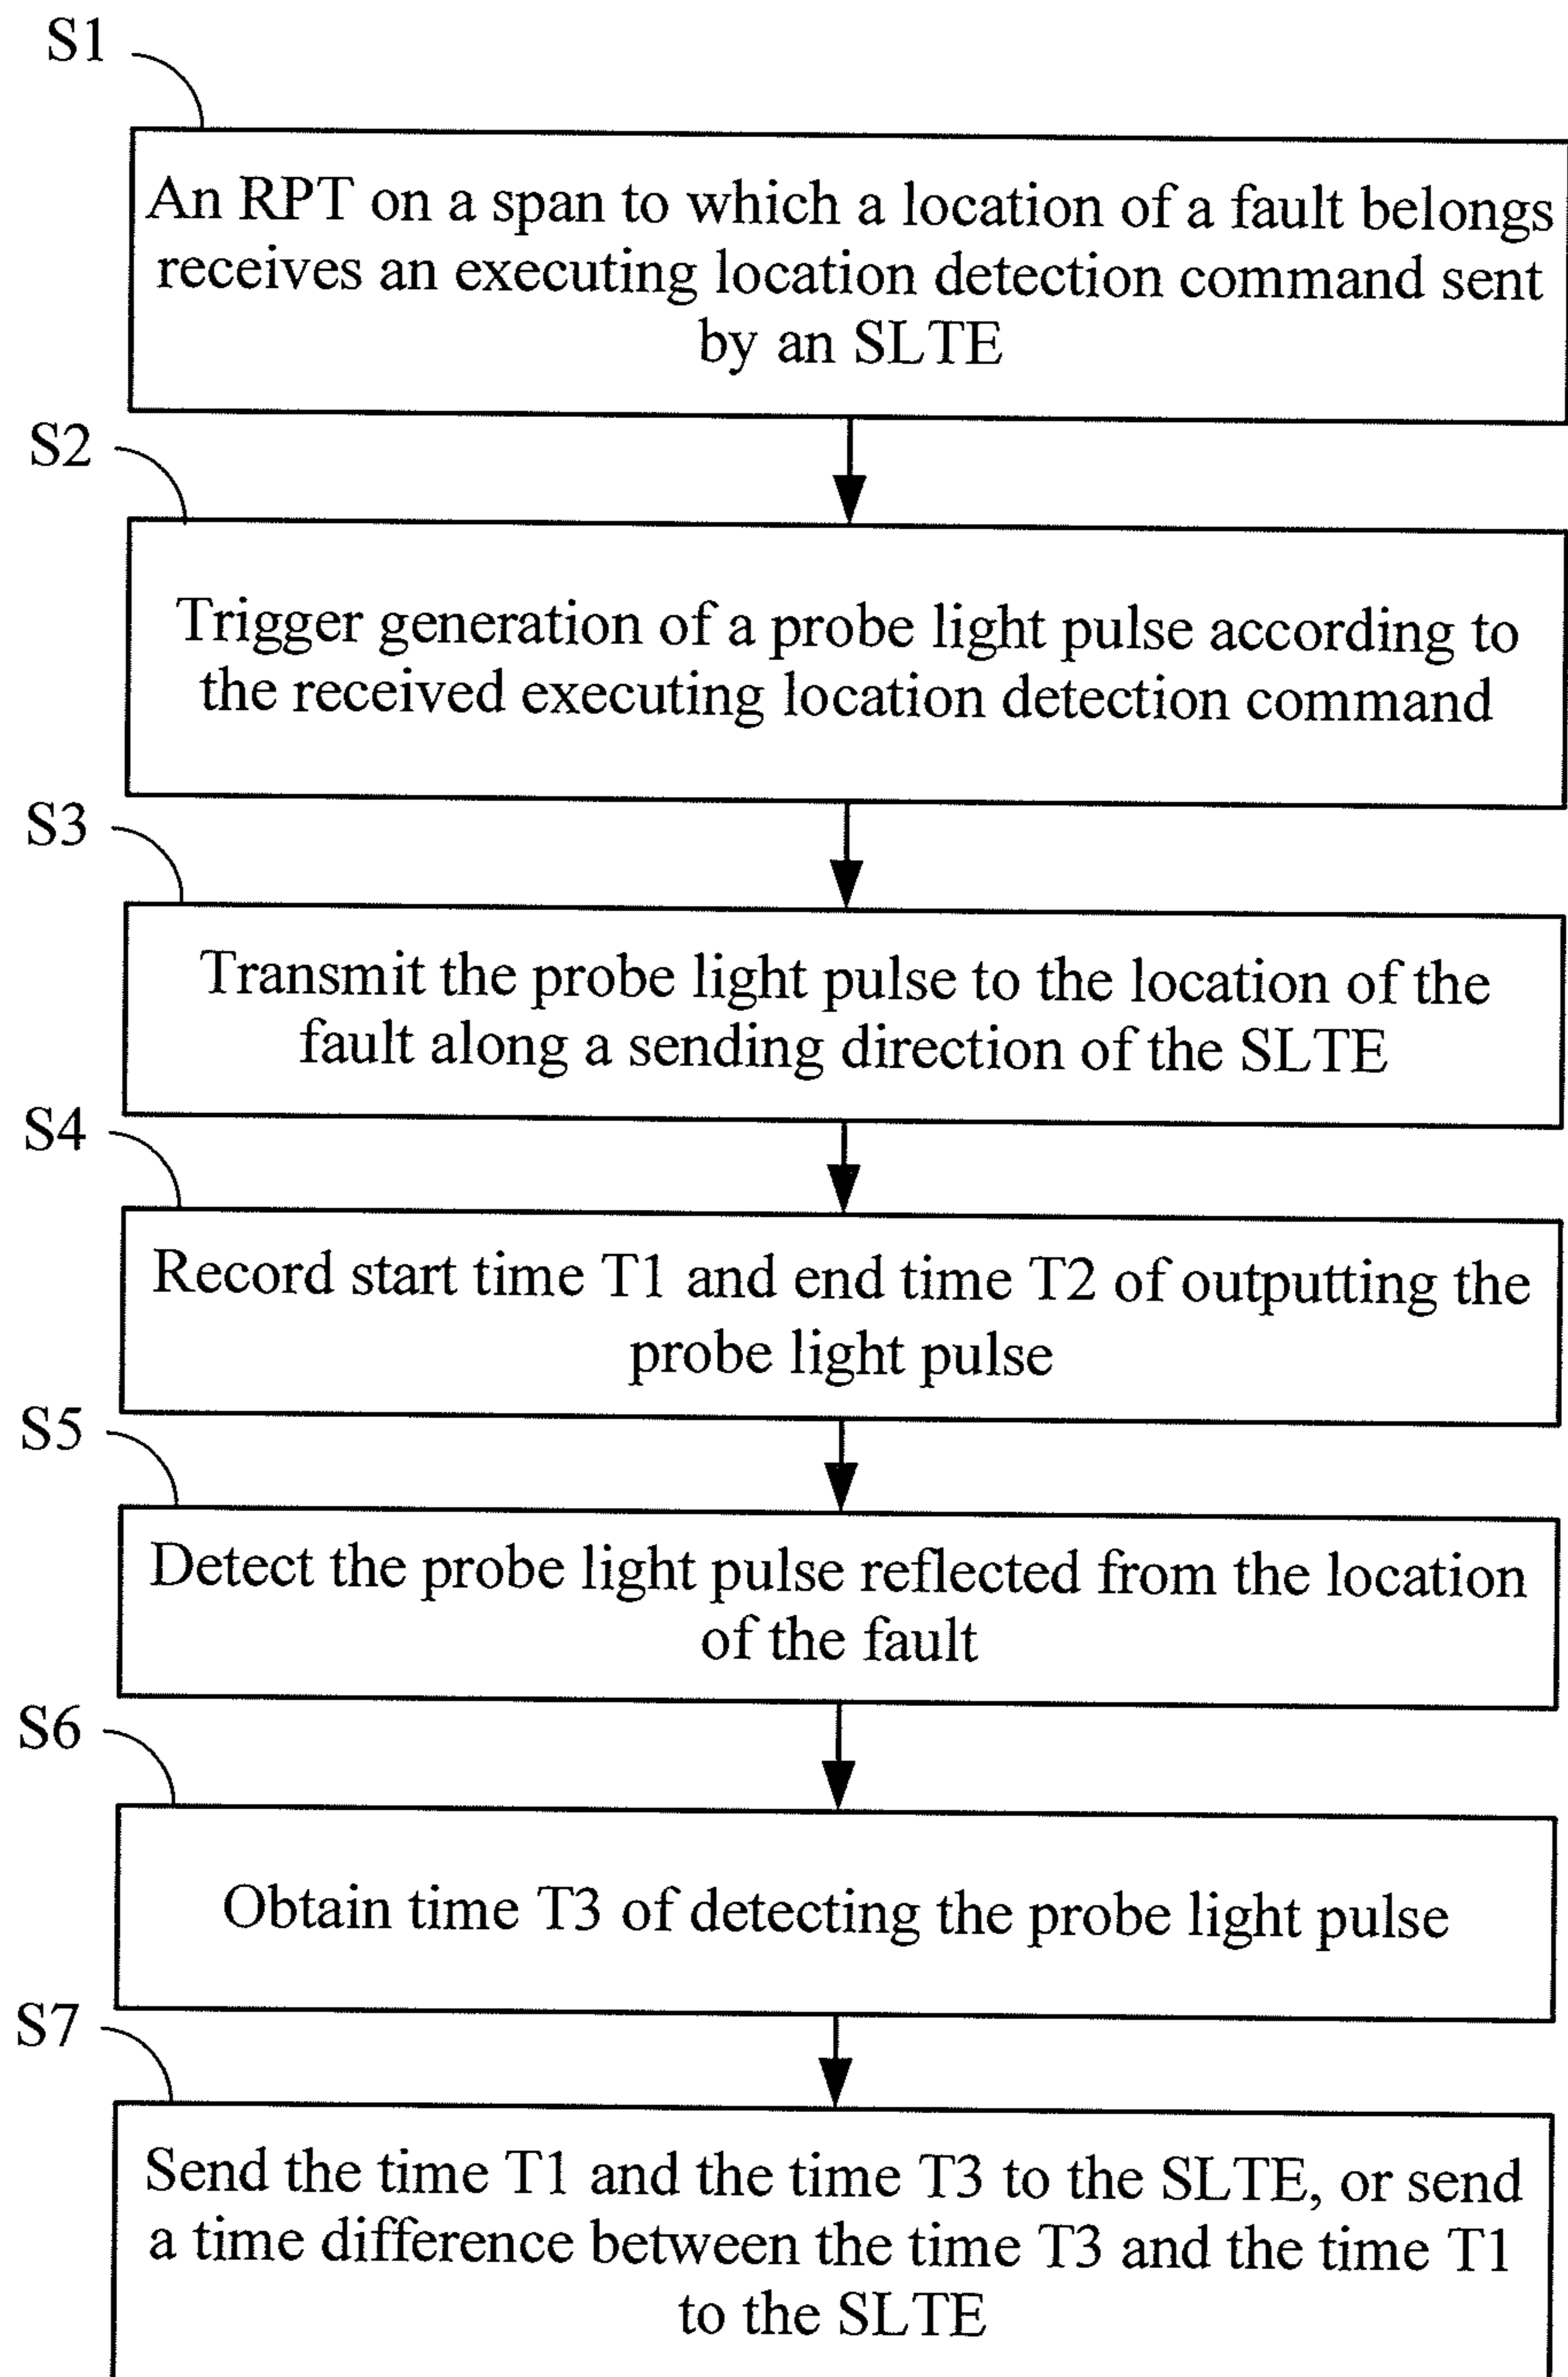 S1
An RPT on a span to which a location of a fault belongs
receives an executing location detection command sent
by an SLTE
S2
Trigger generation of a probe light pulse according to
the received executing location detection command
S3
Transmit the probe light pulse to the location of the
fault along a sending direction of the SLTE
S4
Record start time T1 and end time T2 of outputting the
probe light pulse
S5
Detect the probe light pulse reflected from the location
of the fault
S6
Obtain time T3 of detecting the probe light pulse
S7
Send the time T1 and the time T3 to the SLTE, or send
a time difference between the time T3 and the time T1
to the SLTE